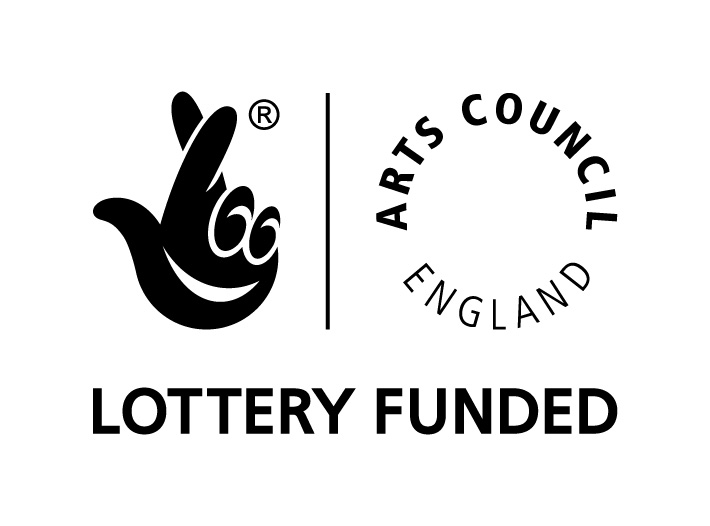 ®
ARTS COUNCIL
ENGLAND
LOTTERY FUNDED